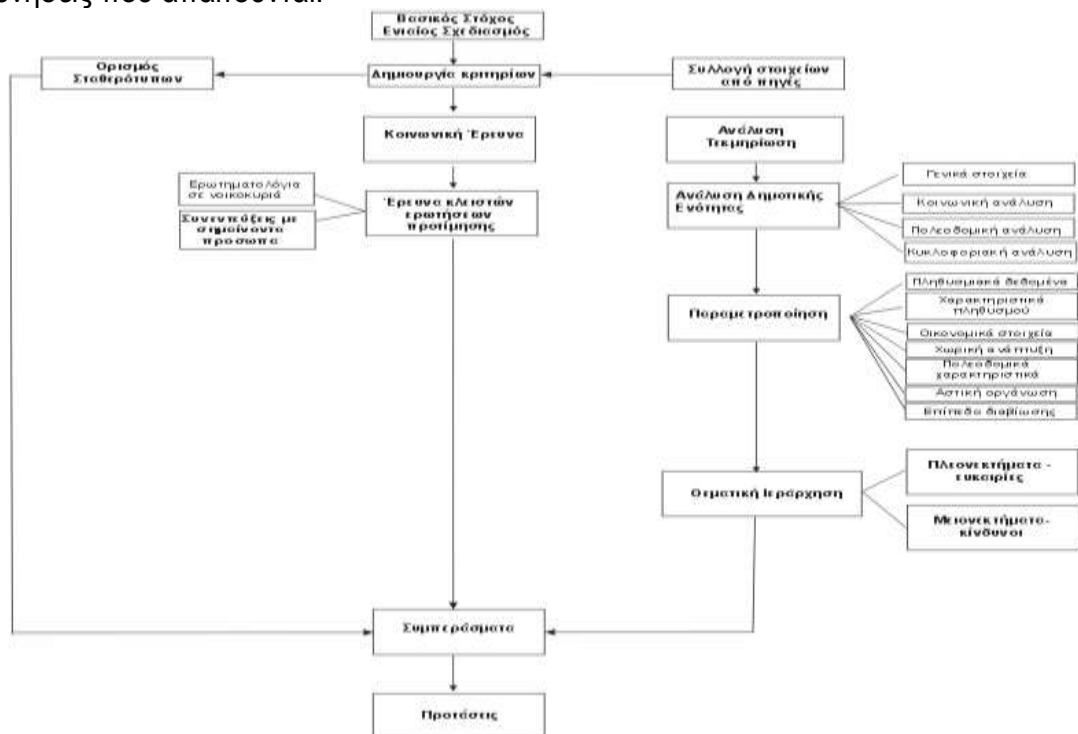 που απαιτούνται.
Βασικός Στόχος
Ενιαίος Σχεδιασμός
Ορισμός
Σταθερότυπων
Δημιουργία κριτηρίων
Συλλογή στοιχείων
από πηγές
Κοινωνική Έρευνα
Ανάλυση
Τεκμηρίωση
Ερωτηματολόγια
σε νοικοκυριά
Συνεντεύξεις με
σημαίνοντα
πρόσωπα
Έρευνα κλειστών
ερωτήσεων
προτίμησης
Ανάλυση Δημοτικής
Ενότητας
Γενικά στοιχεία
Κοινωνική ανάλυση
Πολεοδομική ανάλυση
Κυκλοφοριακή ανάλυση
Παραμετροποίηση
Πληθυσμιακά δεδομένα
Χαρακτηριστικά
πληθυσμού
Οικονομικά στοιχεία
Χωρική ανάπτυξη
Πολεοδομικά
χαρακτηριστικά
Αστική οργάνωση
Επίπεδο διαβίωσης
Θεματική Ιεράρχηση
Πλεονεκτήματα -
ευκαιρίες
Μειονεκτήματα-
κίνδυνοι
Συμπεράσματα
Προτάσεις